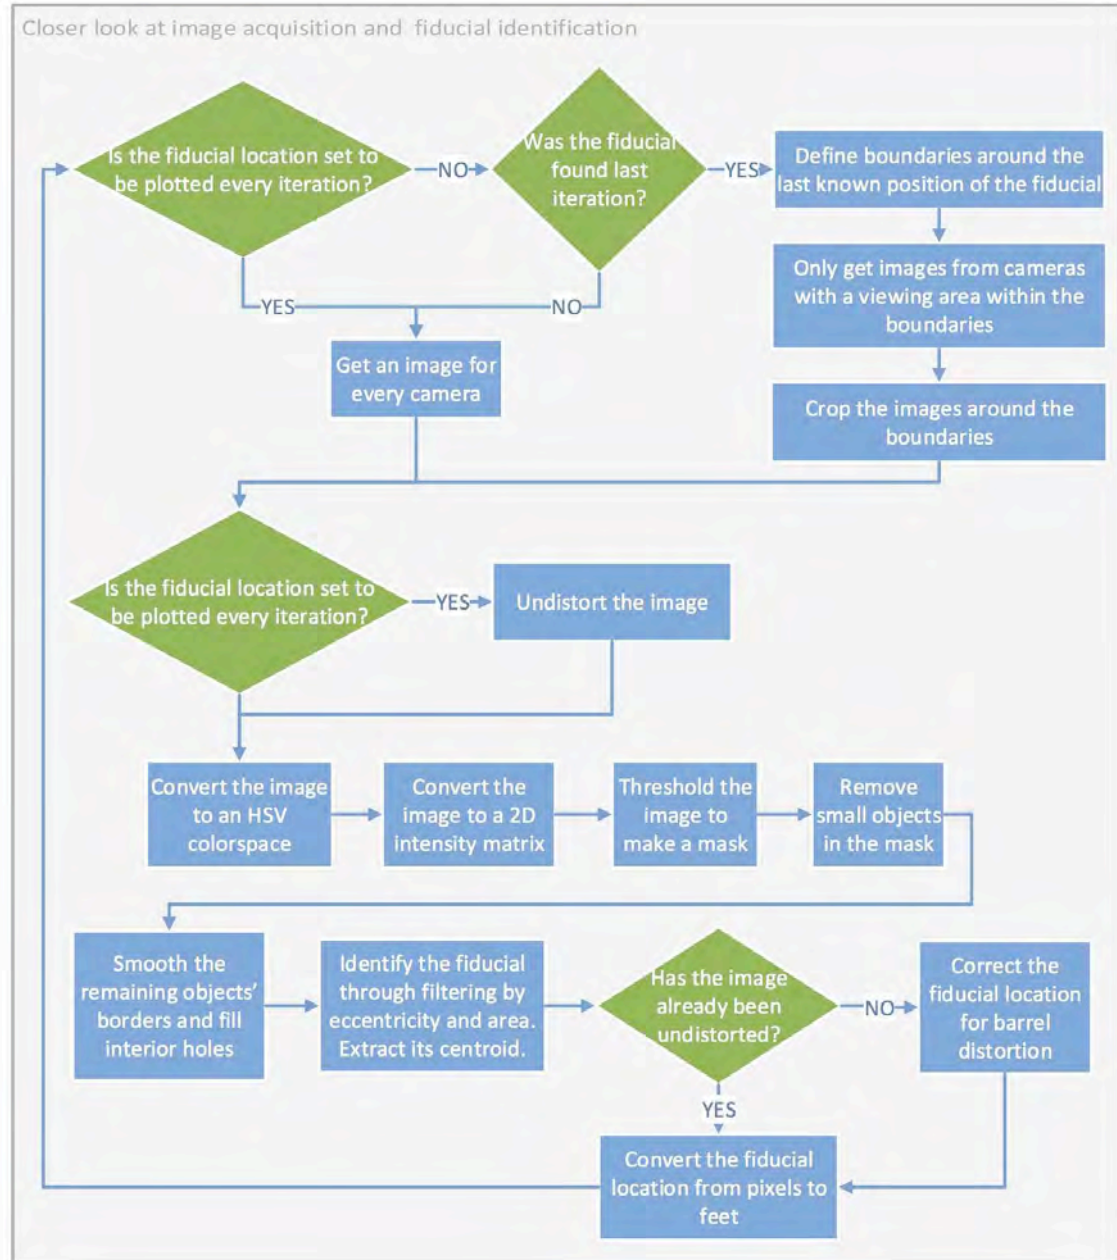 Closer look at image acquisition and fiducial identification
Is the fiducial location set to
be plotted every iteration?
NO
Was the fiducial
found last
iteration?
YES
Define boundaries around the
last known position of the fiducial
Only get images from cameras
with a viewing area within the
boundaries
YES
NO
Get an image for
every camera
Crop the images around the
boundaries
Is the fiducial location set to
be plotted every iteration?
YES
Undistort the image
Convert the image
to an HSV
colorspace
Convert the
image to a 2D
intensity matrix
Threshold the
image to
make a mask
Remove
small objects
in the mask
Smooth the
remaining objects'
borders and fill
interior holes
Identify the fiducial
through filtering by
eccentricity and area.
Extract its centroid.
Has the image
already been
undistorted?
NO
Correct the
fiducial location
for barrel
distortion
YES
Convert the fiducial
location from pixels to
feet